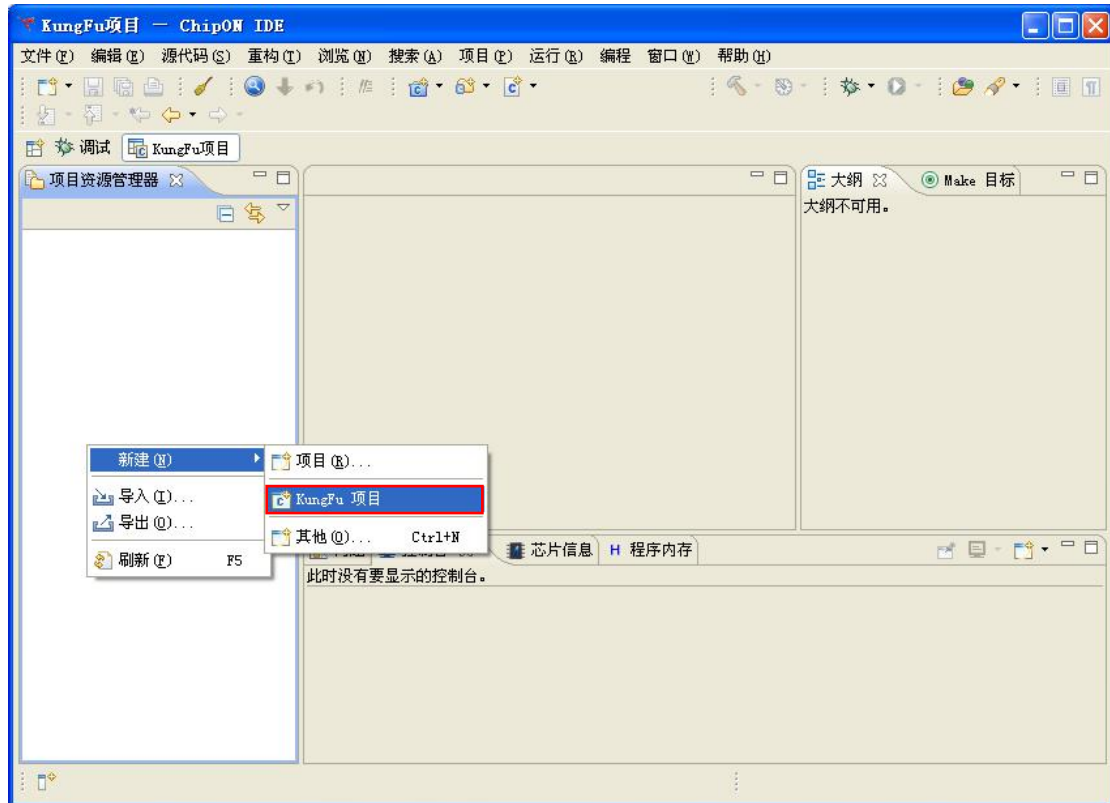 KungFu项目 — ChipON IDE
文件(F) 编辑(E) 源代码(S) 重构(T) 浏览(N) 搜索(A) 项目(P) 运行(R) 编程 窗口(W) 帮助(H)
调试 KungFu项目
项目资源管理器
大纲 Make 目标
大纲不可用。
新建(N)
项目(R)...
导入(I)...
KungFu 项目
导出(O)...
其他(O)... Ctrl+N
刷新(F) F5
芯片信息 H 程序内存
此时没有要显示的控制台。